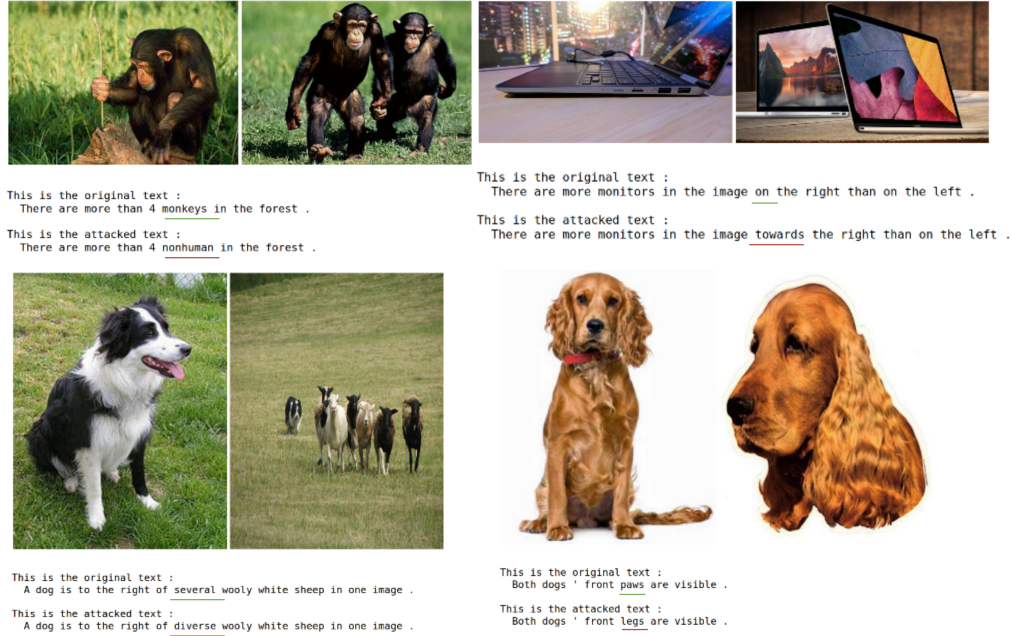 This is the original text :
There are more than 4 monkeys in the forest .
This is the attacked text :
There are more than 4 nonhuman in the forest .
This is the original text :
There are more monitors in the image on the right than on the left .
This is the attacked text :
There are more monitors in the image towards the right than on the left .
This is the original text :
A dog is to the right of several wooly white sheep in one image .
This is the attacked text :
A dog is to the right of diverse wooly white sheep in one image .
This is the original text :
Both dogs ' front paws are visible .
This is the attacked text :
Both dogs ' front legs are visible .